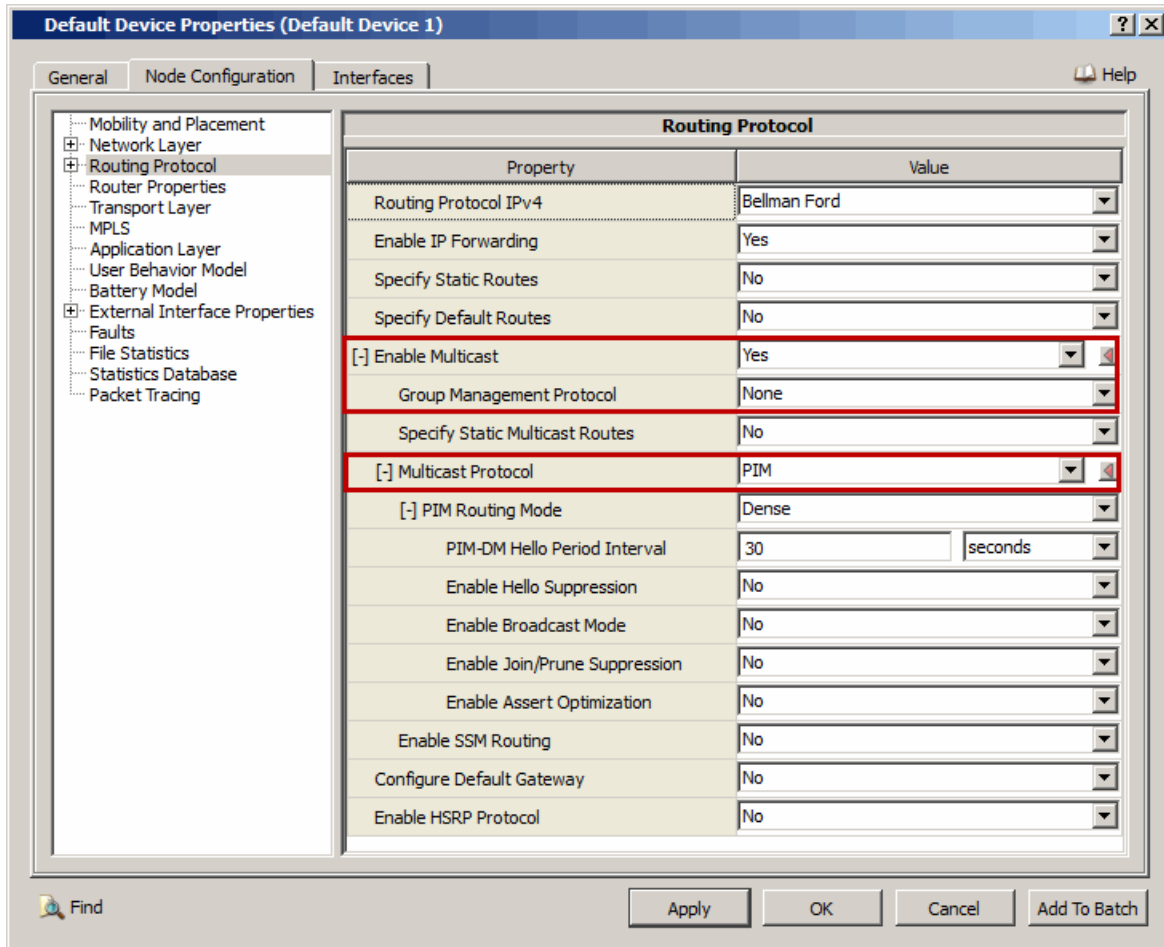 Default Device Properties (Default Device 1)
General Node Configuration Interfaces Help
Mobility and Placement
Network Layer
Routing Protocol
Router Properties
Transport Layer
MPLS
Application Layer
User Behavior Model
Battery Model
External Interface Properties
Faults
File Statistics
Statistics Database
Packet Tracing
Routing Protocol
Property Value
Routing Protocol IPv4 Bellman Ford
Enable IP Forwarding Yes
Specify Static Routes No
Specify Default Routes No
[-] Enable Multicast Yes
Group Management Protocol None
Specify Static Multicast Routes No
[-] Multicast Protocol PIM
[-] PIM Routing Mode Dense
PIM-DM Hello Period Interval 30 seconds
Enable Hello Suppression No
Enable Broadcast Mode No
Enable Join/Prune Suppression No
Enable Assert Optimization No
Enable SSM Routing No
Configure Default Gateway No
Enable HSRP Protocol No
Find Apply OK Cancel Add To Batch